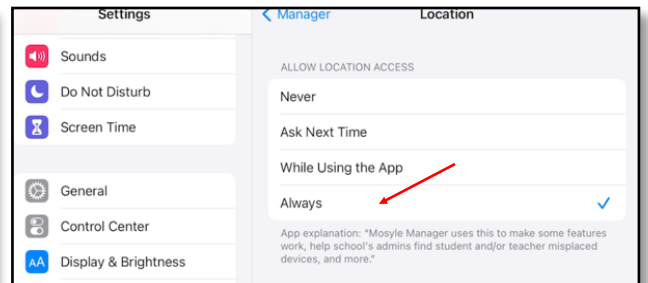 Settings
Sounds
Do Not Disturb
Screen Time
General
Control Center
AA Display & Brightness
Manager
Location
ALLOW LOCATION ACCESS
Never
Ask Next Time
While Using the App
Always
App explanation: “Mosyle Manager uses this to make some features
work, help school's admins find student and/or teacher misplaced
devices, and more.”